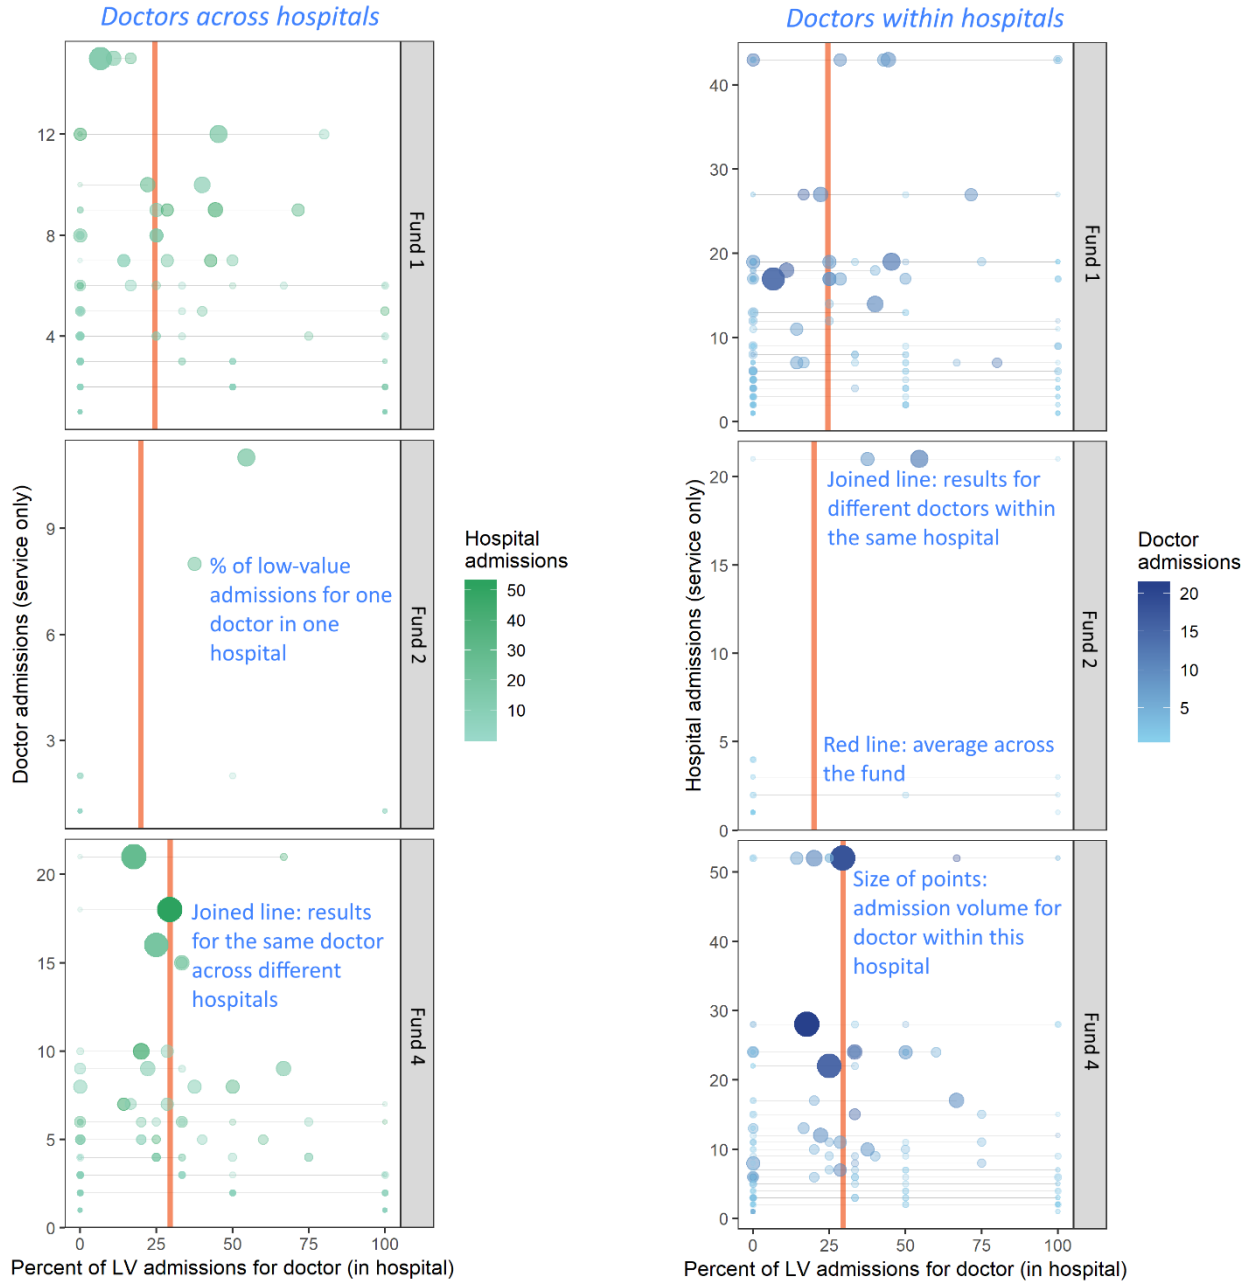 Doctors across hospitals
12
8
4
Fund 1
Doctor admissions (service only)
9
6
3
% of low-value
admissions for one
doctor in one
hospital
Fund 2
20
15
10
5
0
Joined line: results
for the same doctor
across different
hospitals
Fund 4
0 25 50 75 100
Percent of LV admissions for doctor (in hospital)
Hospital
admissions
50
40
30
20
10
Doctors within hospitals
40
30
20
10
0
Fund 1
Hospital admissions (service only)
20
15
10
5
0
Joined line: results for
different doctors within
the same hospital
Red line: average across
the fund
Fund 2
50
40
30
20
10
0
Size of points:
admission volume for
doctor within this
hospital
Fund 4
0 25 50 75 100
Percent of LV admissions for doctor (in hospital)
Doctor
admissions
20
15
10
5